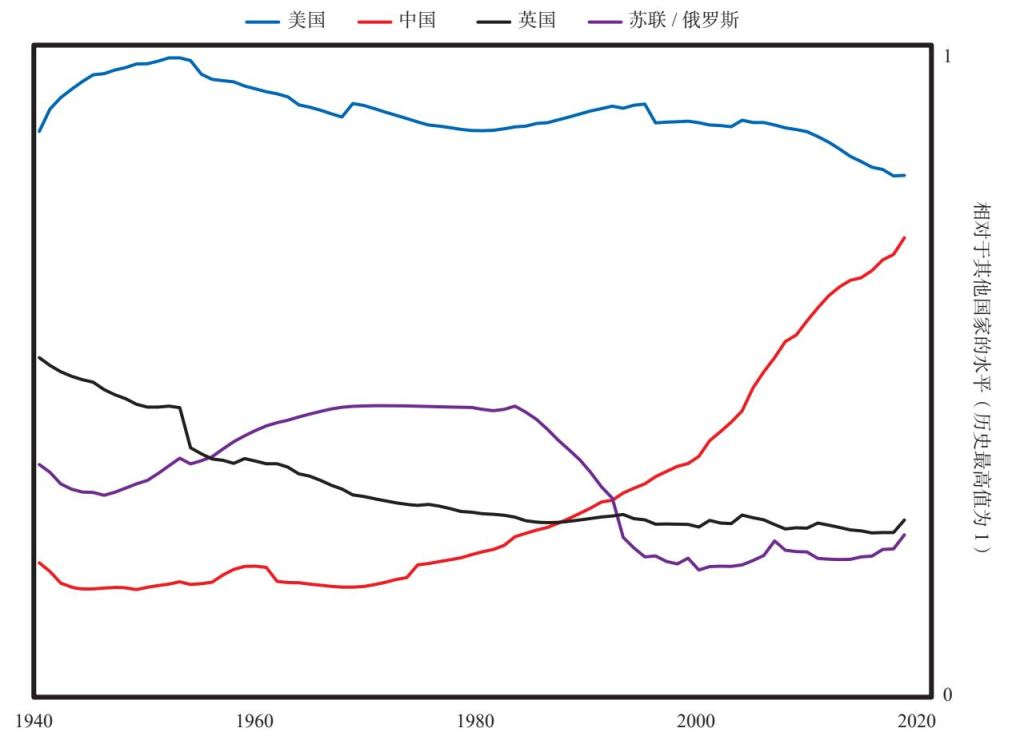 美国 中国 英国 苏联 / 俄罗斯
1
相对于其他国家的水平（历史最高值为 1）
0
1940 1960 1980 2000 2020